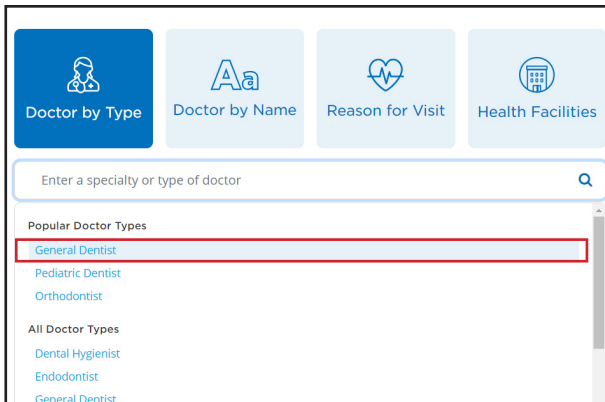 Aa
Doctor by Type
Doctor by Name
Reason for Visit
Health Facilities
Enter a specialty or type of doctor
Popular Doctor Types
General Dentist
Pediatric Dentist
Orthodontist
All Doctor Types
Dental Hygienist
Endodontist
General Dentist